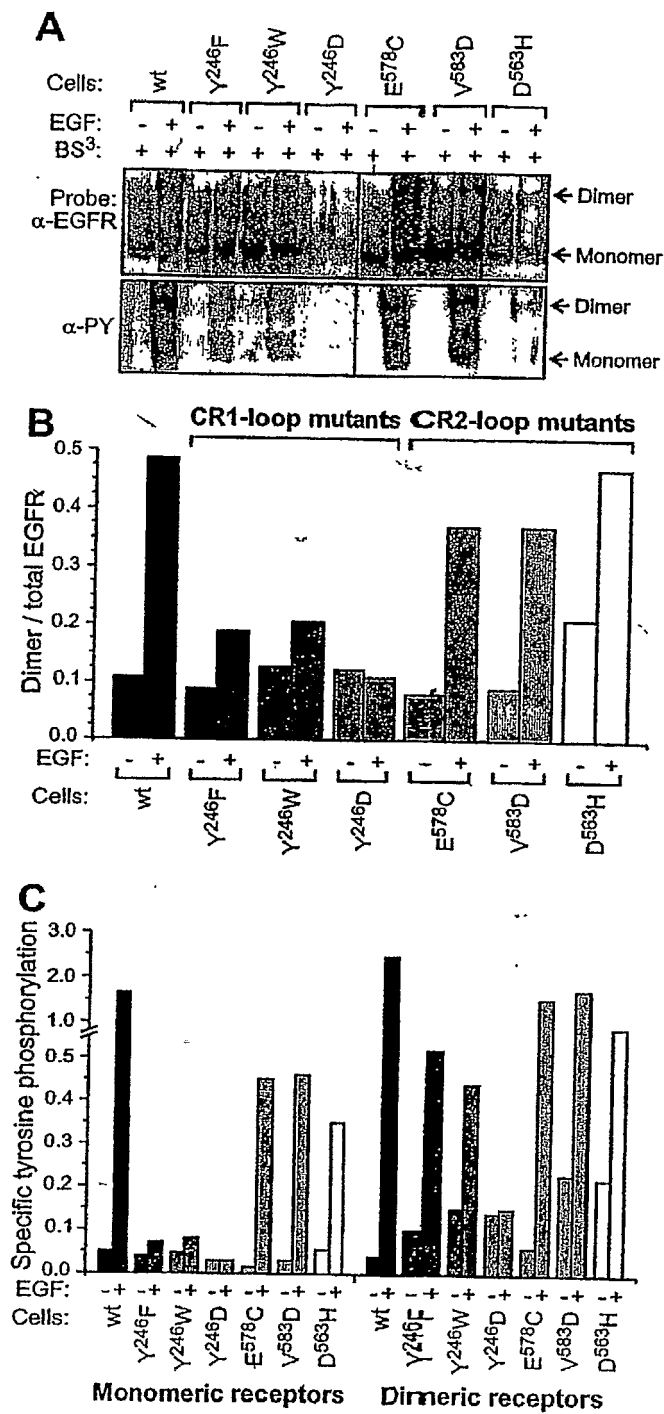 A
Cells: wt Y246F Y246W Y246D E578C V583D D563H
EGF: - + - + - + - + - + - + - +
BS3: + + + + + + + + + + + + + +
Probe: α-EGFR
← Dimer
← Monomer
α-PY
← Dimer
← Monomer
B
CR1-loop mutants CR2-loop mutants
Dimer / total EGFR
0.5
0.4
0.3
0.2
0.1
0.0
EGF: - + - + - + - + - + - + - +
Cells: wt Y246F Y246W Y246D E578C V583D D563H
C
Specific tyrosine phosphorylation
3.0
2.0
1.0
0.5
0.4
0.3
0.2
0.1
0.0
EGF: - + - + - + - + - + - + - + - + - + - + - + - + - + - +
Cells: wt Y246F Y246W Y246D E578C V583D D563H wt Y246F Y246W Y246D E578C V583D D563H
Monomeric receptors Dimeric receptors